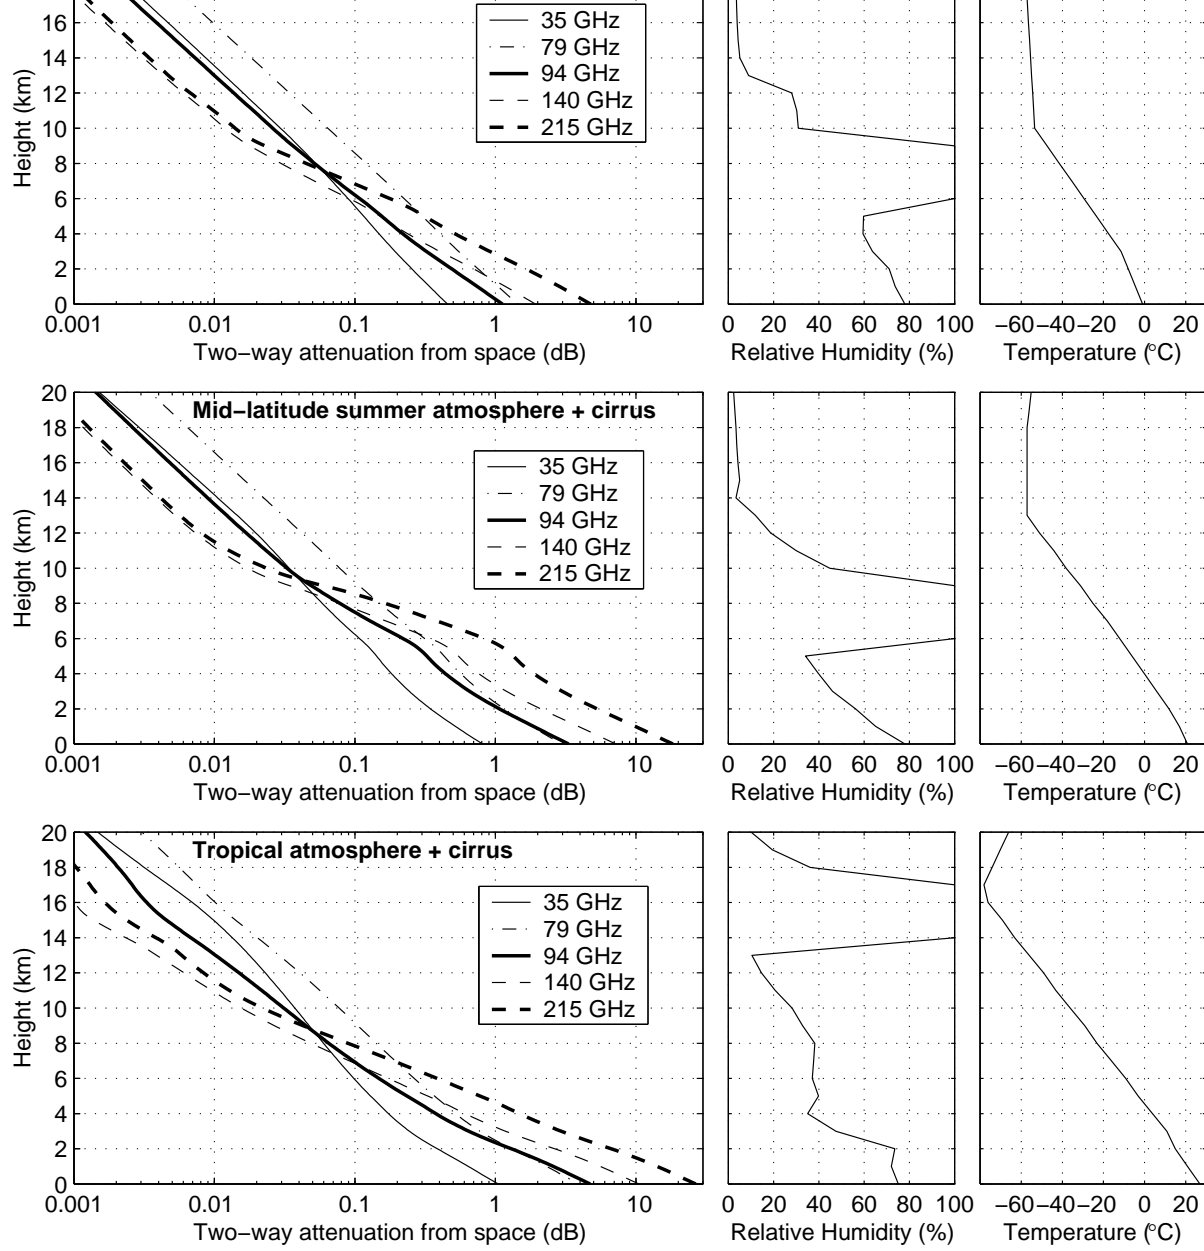 16
14
12
10
8
6
4
2
0
Height (km)
35 GHz
79 GHz
94 GHz
140 GHz
215 GHz
0.001 0.01 0.1 1 10
Two−way attenuation from space (dB)
0 20 40 60 80 100
Relative Humidity (%)
−60 −40 −20 0 20
Temperature (°C)
20
18
16
14
12
10
8
6
4
2
0
Height (km)
Mid−latitude summer atmosphere + cirrus
35 GHz
79 GHz
94 GHz
140 GHz
215 GHz
0.001 0.01 0.1 1 10
Two−way attenuation from space (dB)
0 20 40 60 80 100
Relative Humidity (%)
−60 −40 −20 0 20
Temperature (°C)
20
18
16
14
12
10
8
6
4
2
0
Height (km)
Tropical atmosphere + cirrus
35 GHz
79 GHz
94 GHz
140 GHz
215 GHz
0.001 0.01 0.1 1 10
Two−way attenuation from space (dB)
0 20 40 60 80 100
Relative Humidity (%)
−60 −40 −20 0 20
Temperature (°C)